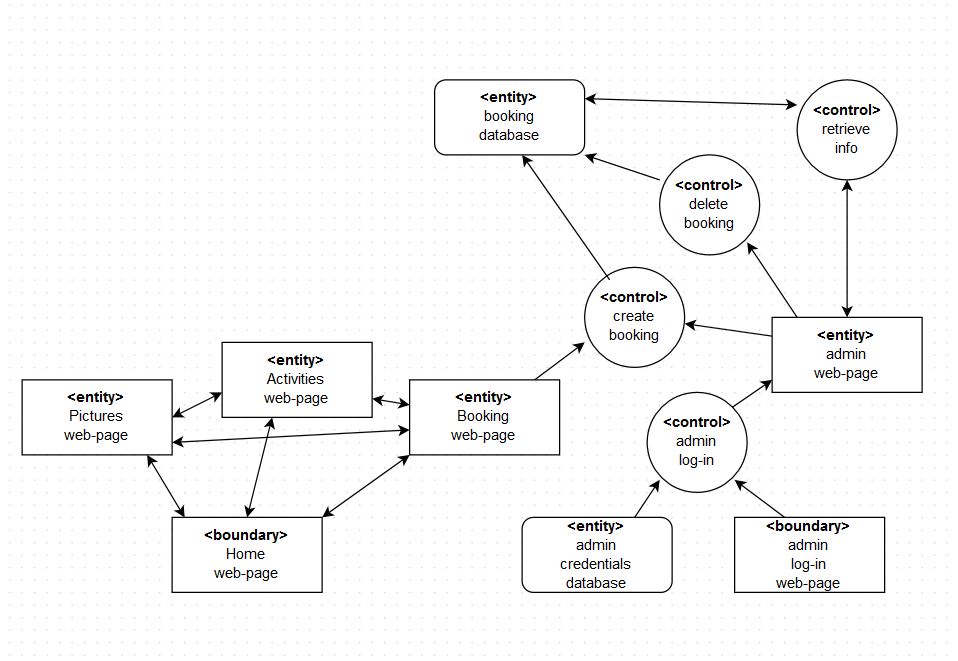 <entity>
booking
database
<control>
retrieve
info
<control>
delete
booking
<control>
create
booking
<entity>
admin
web-page
<entity>
Activities
web-page
<entity>
Pictures
web-page
<entity>
Booking
web-page
<control>
admin
log-in
<boundary>
Home
web-page
<entity>
admin
credentials
database
<boundary>
admin
log-in
web-page